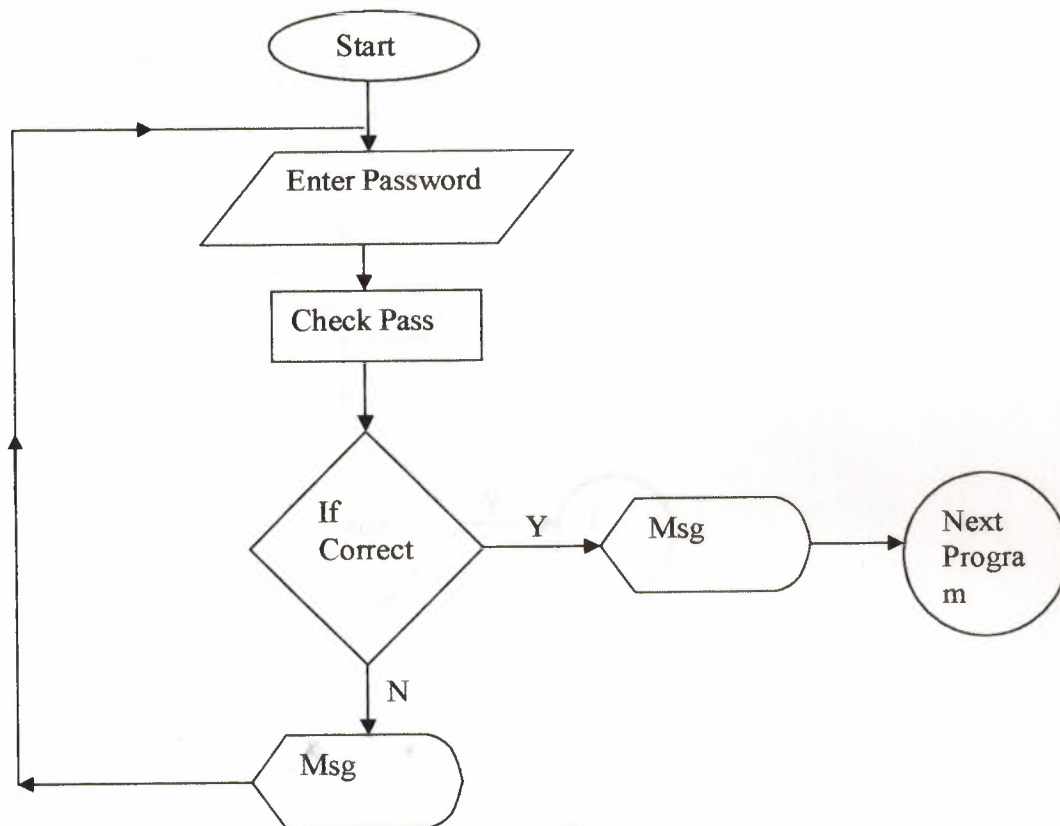 Start
Enter Password
Check Pass
If
Correct
Y
Msg
Next
Progra
m
N
Msg